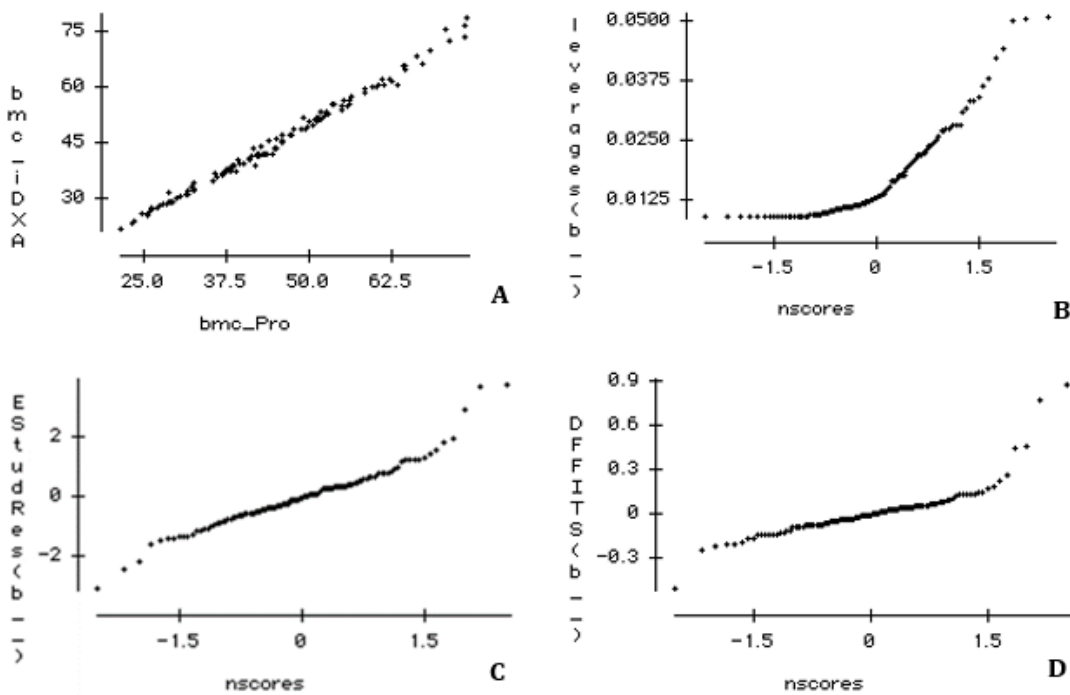 bmc_iDXA
75
60
45
30
25.0 37.5 50.0 62.5
bmc_Pro
A
leverages(b__)
0.0500
0.0375
0.0250
0.0125
-1.5 0 1.5
nscores
B
EStudRes(b__)
2
0
-2
-1.5 0 1.5
nscores
C
DFFITS(b__)
0.9
0.6
0.3
0
-0.3
-1.5 0 1.5
nscores
D